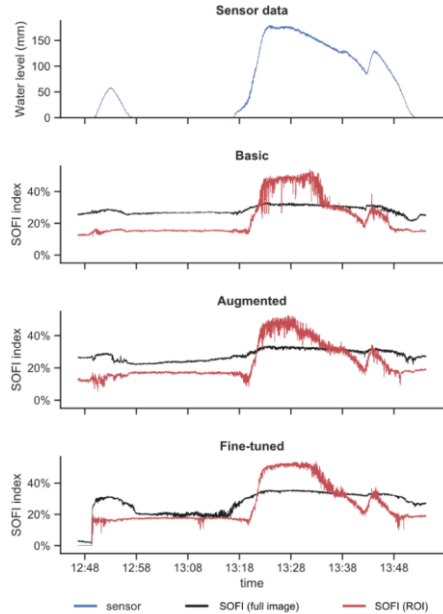 Sensor data
Water level (mm)
150
100
50
0
Basic
SOFI index
40%
20%
0%
Augmented
SOFI index
40%
20%
0%
Fine-tuned
SOFI index
40%
20%
0%
12:48 12:58 13:08 13:18 13:28 13:38 13:48
time
sensor SOFI (full image) SOFI (ROI)